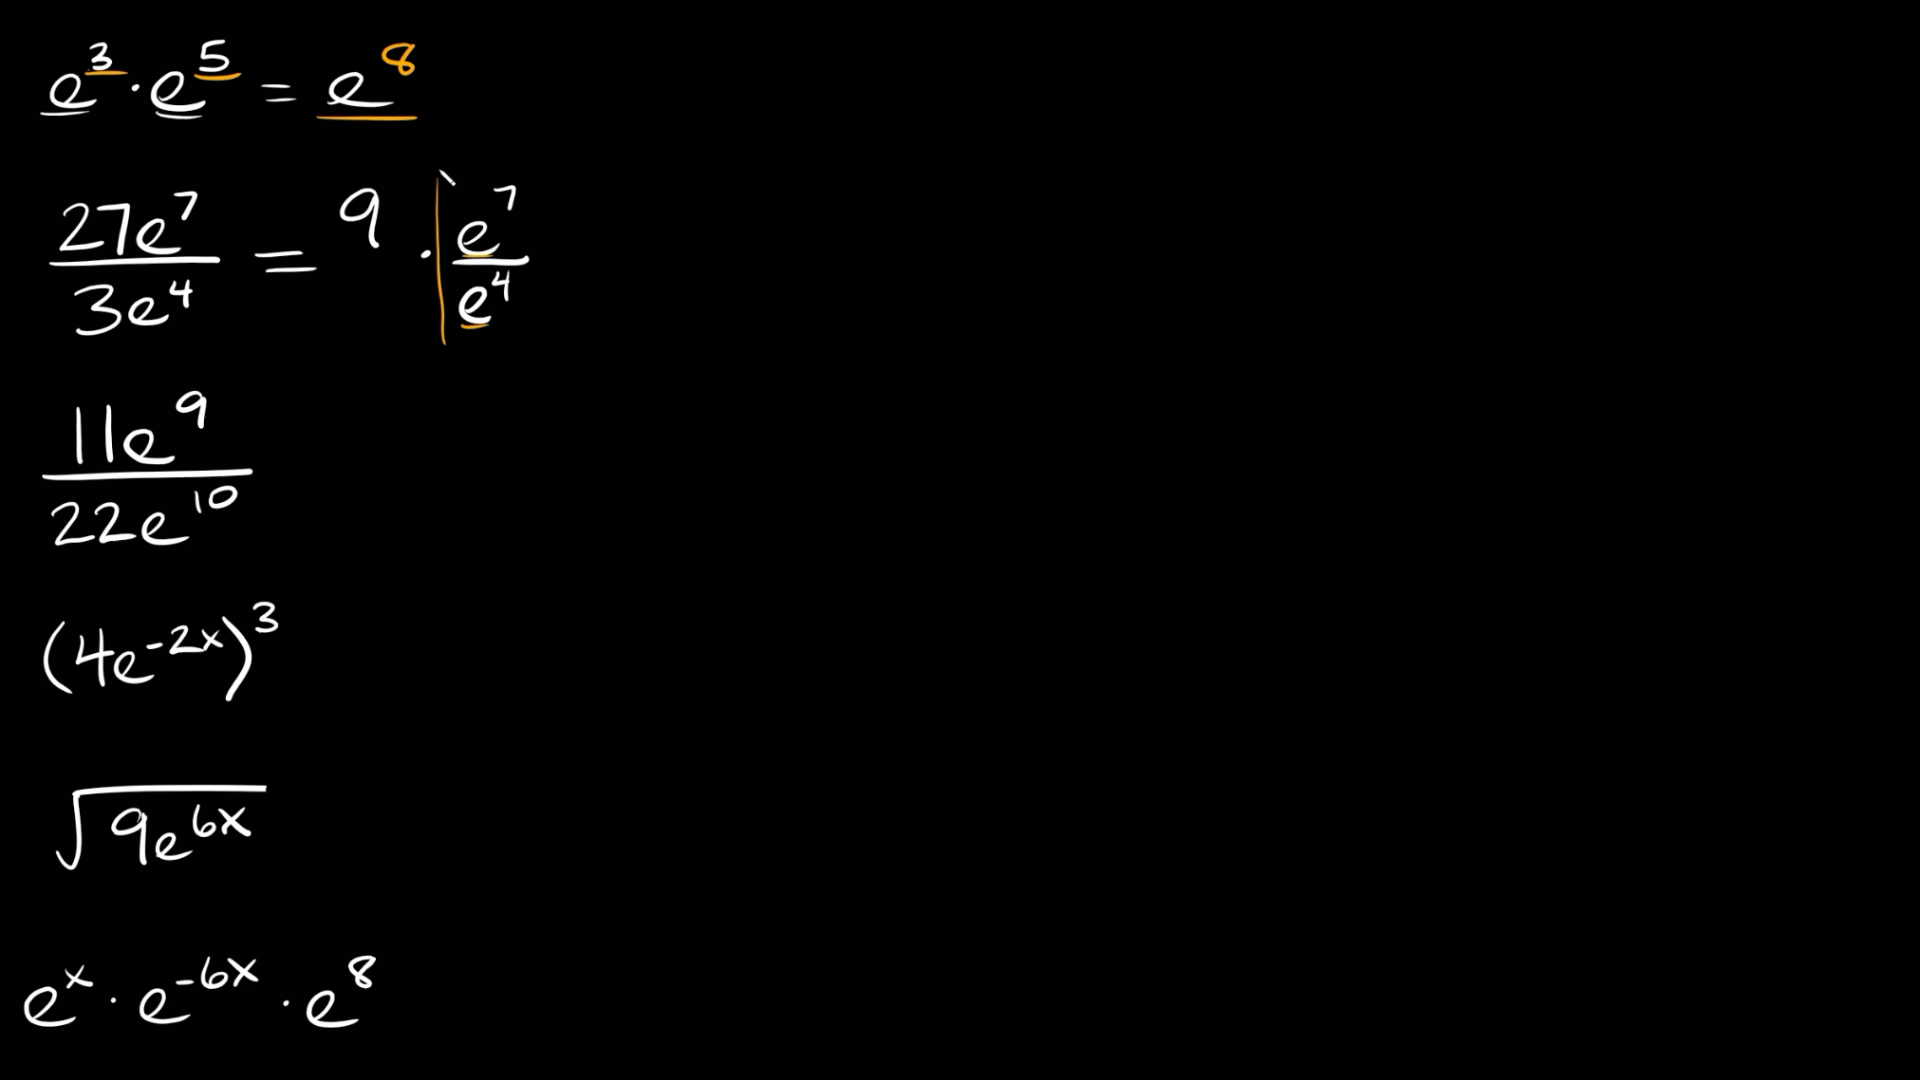 e³ · e⁵ = e⁸
27e⁷ / 3e⁴ = 9 · e⁷ / e⁴
11e⁹ / 22e¹⁰
(4e⁻²ˣ)³
√(9e⁶ˣ)
eˣ · e⁻⁶ˣ · e⁸